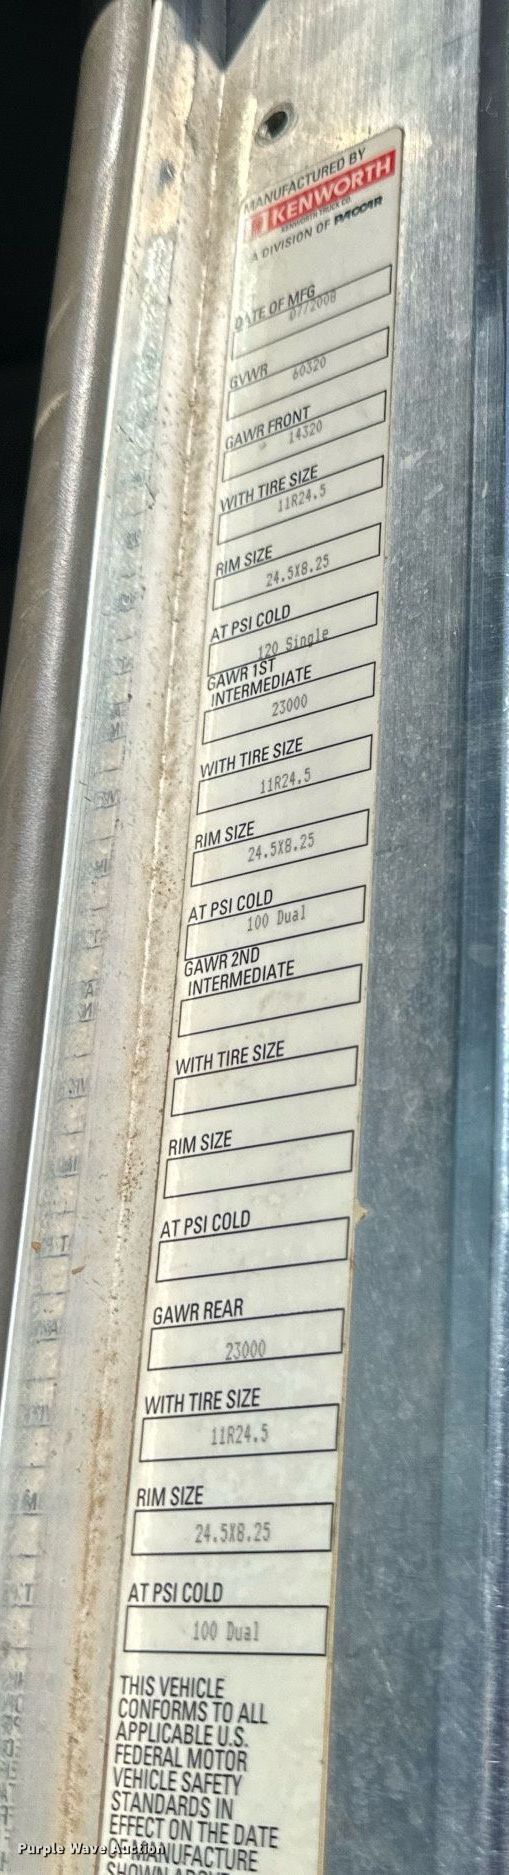 MANUFACTURED BY
KENWORTH
KENWORTH TRUCK CO.
A DIVISION OF PACCAR
DATE OF MFG
07/2008
GVWR 60320
GAWR FRONT
14320
WITH TIRE SIZE
11R24.5
RIM SIZE
24.5X8.25
AT PSI COLD
120 Single
GAWR 1ST
INTERMEDIATE
23000
WITH TIRE SIZE
11R24.5
RIM SIZE
24.5X8.25
AT PSI COLD
100 Dual
GAWR 2ND
INTERMEDIATE
WITH TIRE SIZE
RIM SIZE
AT PSI COLD
GAWR REAR
23000
WITH TIRE SIZE
11R24.5
RIM SIZE
24.5X8.25
AT PSI COLD
100 Dual
THIS VEHICLE
CONFORMS TO ALL
APPLICABLE U.S.
FEDERAL MOTOR
VEHICLE SAFETY
STANDARDS IN
EFFECT ON THE DATE
OF MANUFACTURE
SHOWN ABOVE
Purple Wave Auction